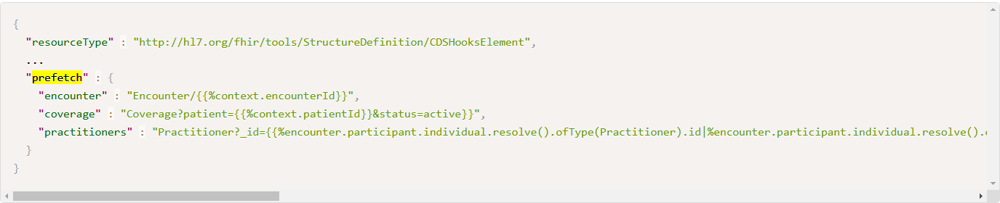 {
"resourceType" : "http://hl7.org/fhir/tools/StructureDefinition/CDSHooksElement",
...
"prefetch" : {
"encounter" : "Encounter/{{%context.encounterId}}",
"coverage" : "Coverage?patient={{%context.patientId}}&status=active}}",
"practitioners" : "Practitioner?_id={{%encounter.participant.individual.resolve().ofType(Practitioner).id|%encounter.participant.individual.resolve().
}
}